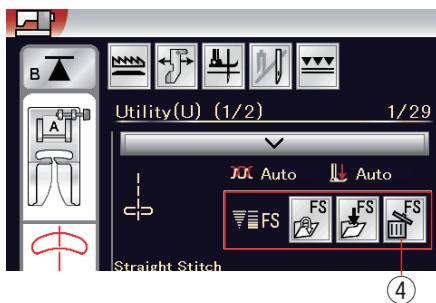 B
A
Utility(U) (1/2) 1/29
Auto Auto
FS FS FS FS
Straight Stitch
④